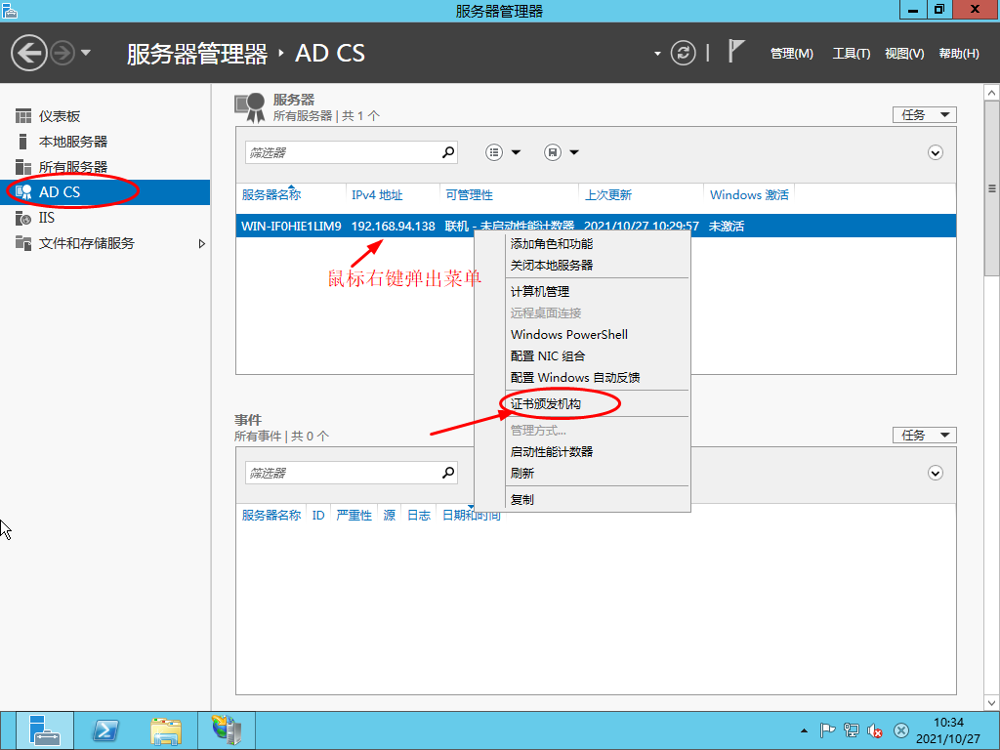 服务器管理器
服务器管理器 · AD CS
管理(M) 工具(T) 视图(V) 帮助(H)
仪表板
本地服务器
所有服务器
AD CS
IIS
文件和存储服务
服务器
所有服务器 | 共 1 个
任务
筛选器
服务器名称 IPv4 地址 可管理性 上次更新 Windows 激活
WIN-IF0HIE1LIM9 192.168.94.138 联机 - 未启动性能计数器 2021/10/27 10:29:57 未激活
鼠标右键弹出菜单
添加角色和功能
关闭本地服务器
计算机管理
远程桌面连接
Windows PowerShell
配置 NIC 组合
配置 Windows 自动反馈
证书颁发机构
管理方式...
启动性能计数器
刷新
复制
事件
所有事件 | 共 0 个
任务
筛选器
服务器名称 ID 严重性 源 日志 日期和时间
10:34
2021/10/27